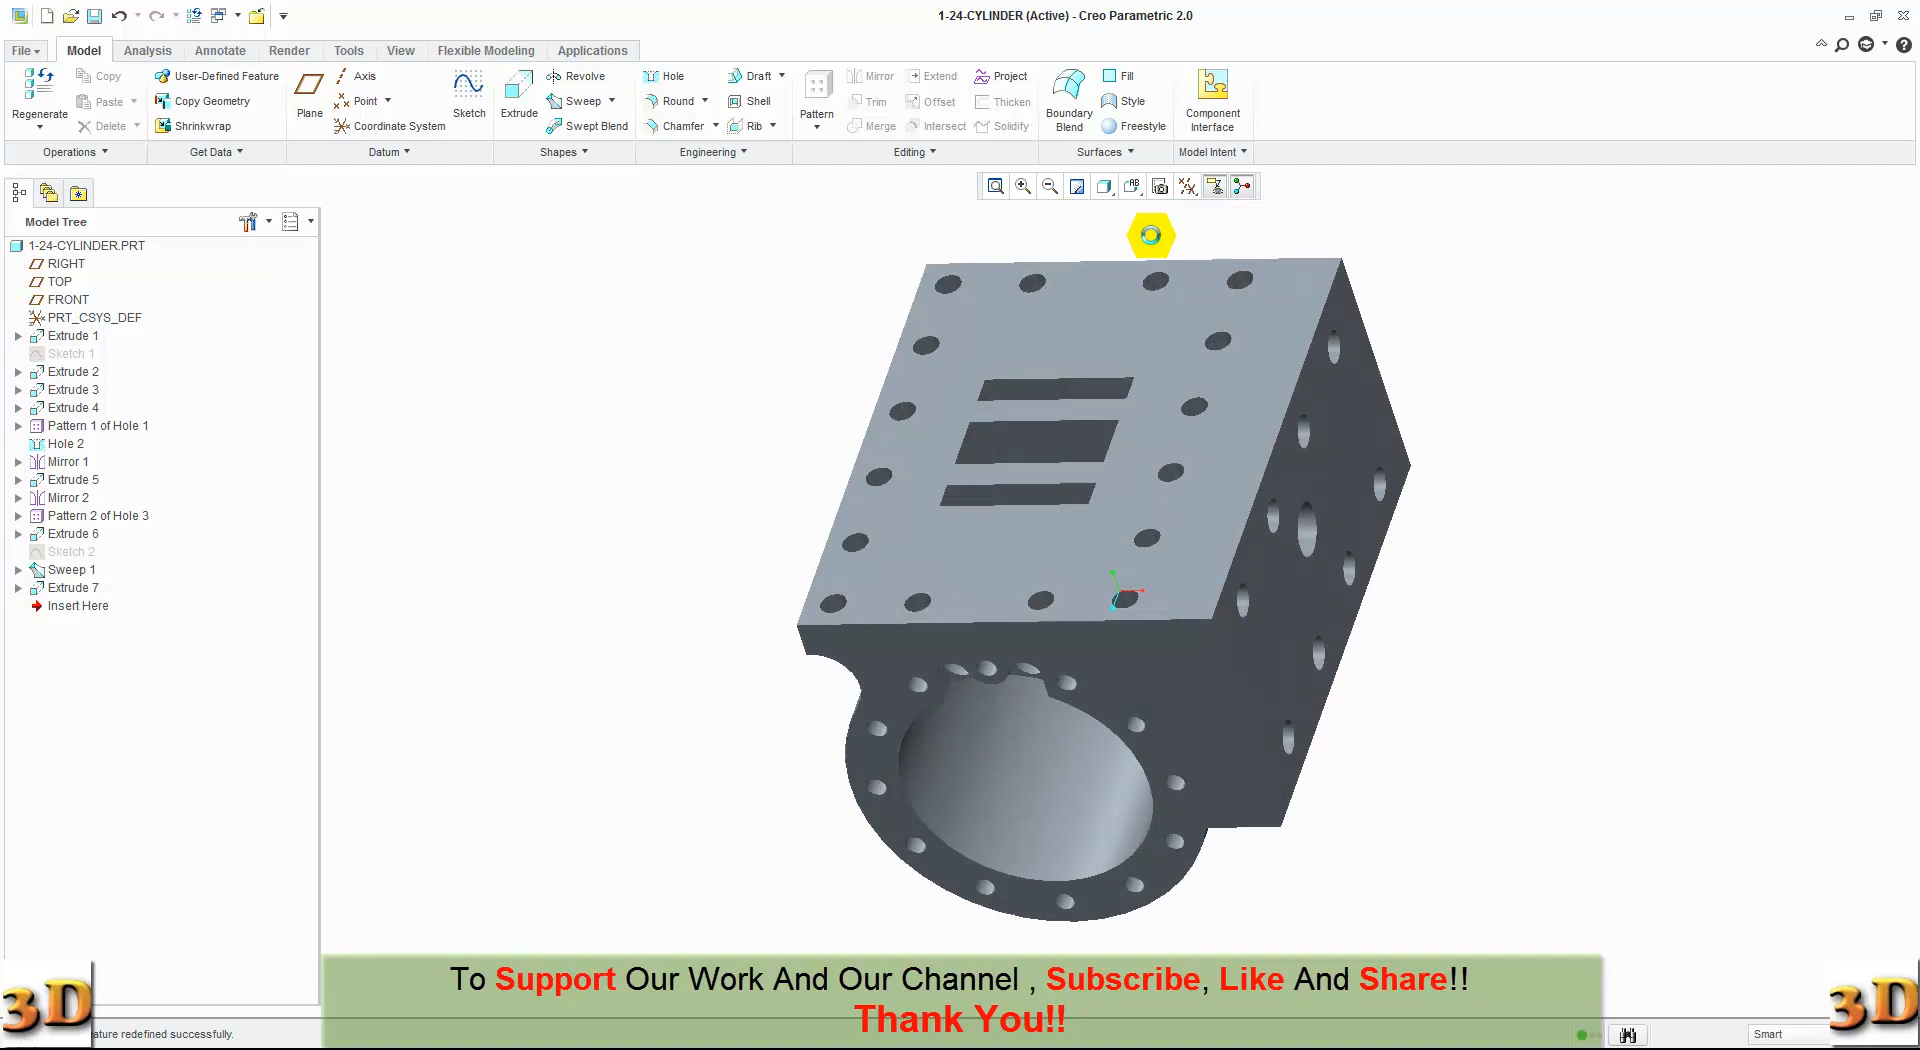 1-24-CYLINDER (Active) - Creo Parametric 2.0
File Model Analysis Annotate Render Tools View Flexible Modeling Applications
Regenerate
Copy
Paste
Delete
Operations
User-Defined Feature
Copy Geometry
Shrinkwrap
Get Data
Plane
Axis
Point
Coordinate System
Sketch
Datum
Extrude
Revolve
Sweep
Swept Blend
Shapes
Hole
Round
Chamfer
Draft
Shell
Rib
Engineering
Pattern
Mirror
Trim
Merge
Extend
Offset
Intersect
Project
Thicken
Solidify
Editing
Boundary
Blend
Fill
Style
Freestyle
Surfaces
Component
Interface
Model Intent
Model Tree
1-24-CYLINDER.PRT
RIGHT
TOP
FRONT
PRT_CSYS_DEF
Extrude 1
Sketch 1
Extrude 2
Extrude 3
Extrude 4
Pattern 1 of Hole 1
Hole 2
Mirror 1
Extrude 5
Mirror 2
Pattern 2 of Hole 3
Extrude 6
Sketch 2
Sweep 1
Extrude 7
Insert Here
To Support Our Work And Our Channel , Subscribe, Like And Share!!
Thank You!!
3D
3D
ature redefined successfully.
Smart